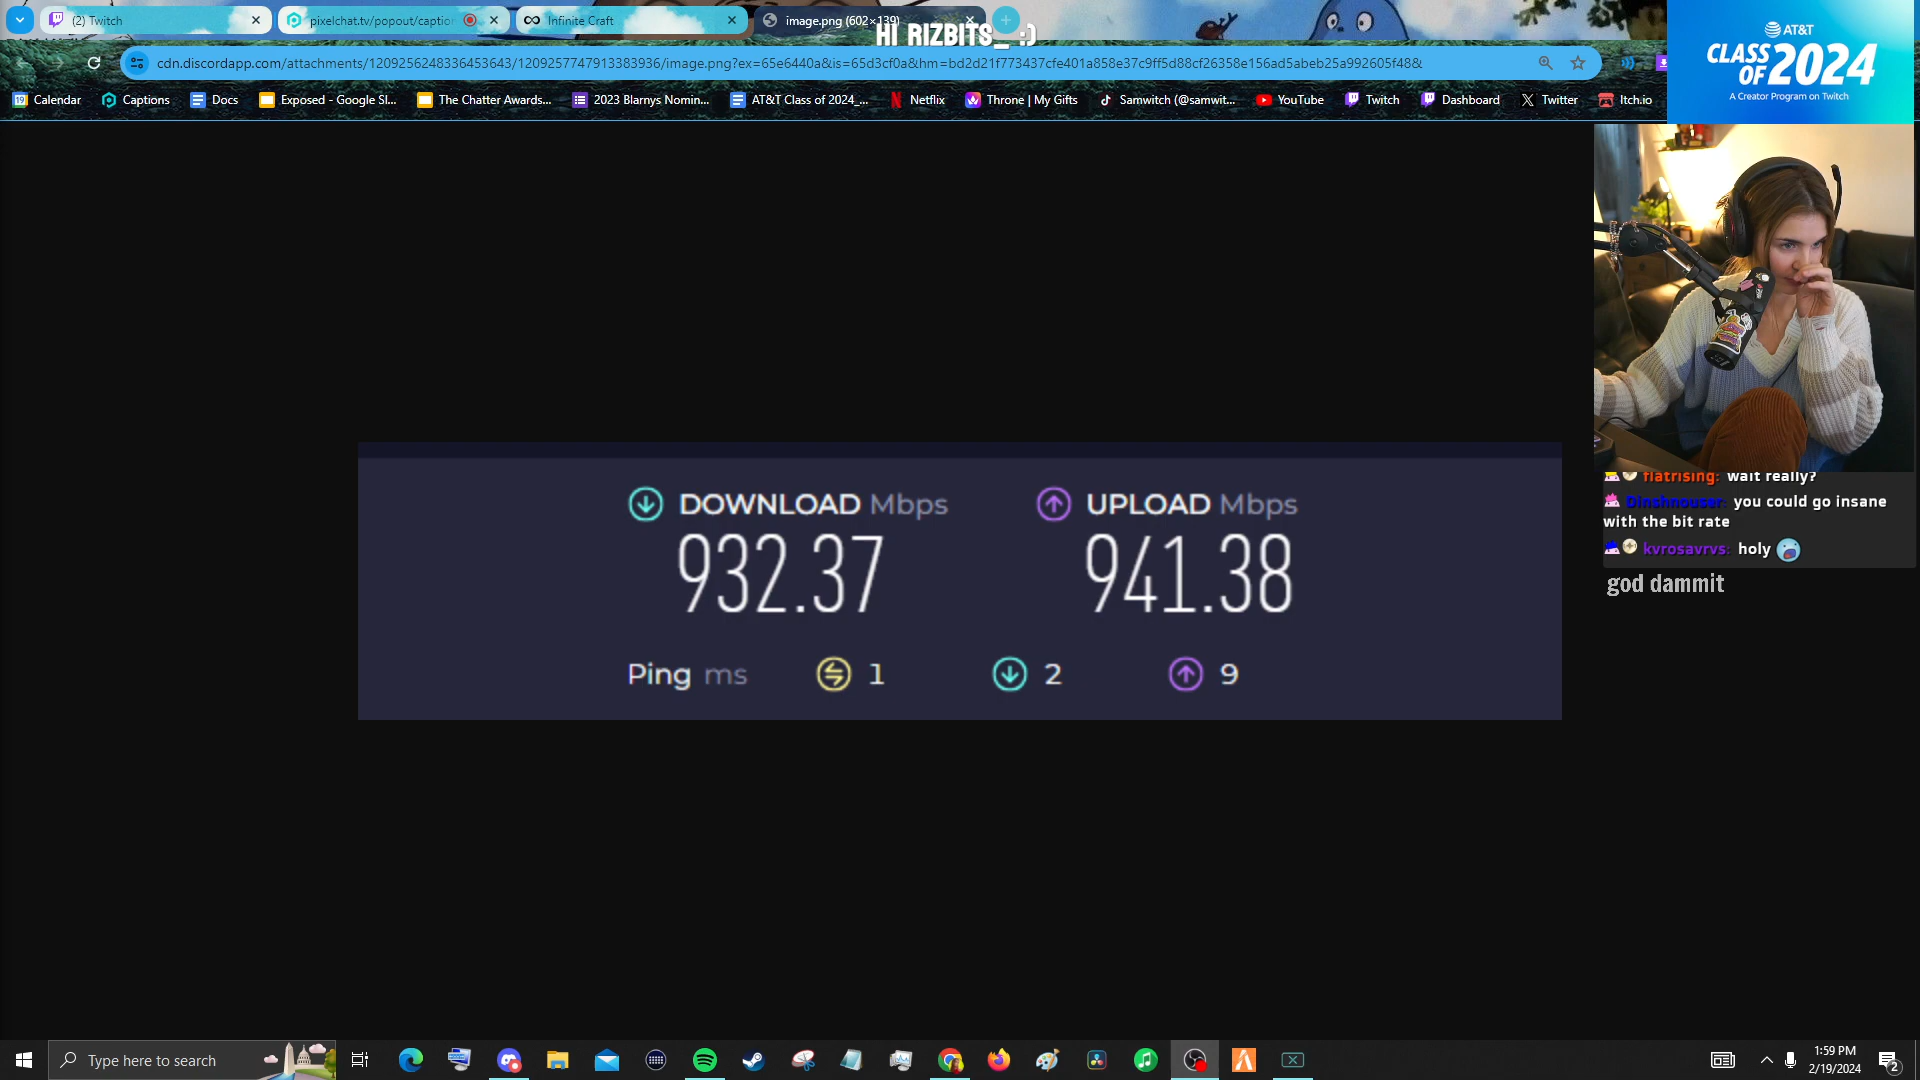 (2) Twitch
pixelchat.tv/popout/caption
Infinite Craft
image.png (602×139)
HI RIZBITS_ :)
cdn.discordapp.com/attachments/1209256248336453643/1209257747913383936/image.png?ex=65e6440a&is=65d3cf0a&hm=bd2d21f773437cfe401a858e37c9ff5d88cf26358e156ad5abeb25a992605f48&
Calendar
Captions
Docs
Exposed - Google Sl...
The Chatter Awards...
2023 Blarnys Nomin...
AT&T Class of 2024_...
Netflix
Throne | My Gifts
Samwitch (@samwit...
YouTube
Twitch
Dashboard
Twitter
Itch.io
AT&T
CLASS
OF 2024
A Creator Program on Twitch
DOWNLOAD Mbps
932.37
UPLOAD Mbps
941.38
Ping ms 1 2 9
flatrising: wait really?
Dinshnouser: you could go insane
with the bit rate
kvrosavrvs: holy
god dammit
Type here to search
1:59 PM
2/19/2024
2